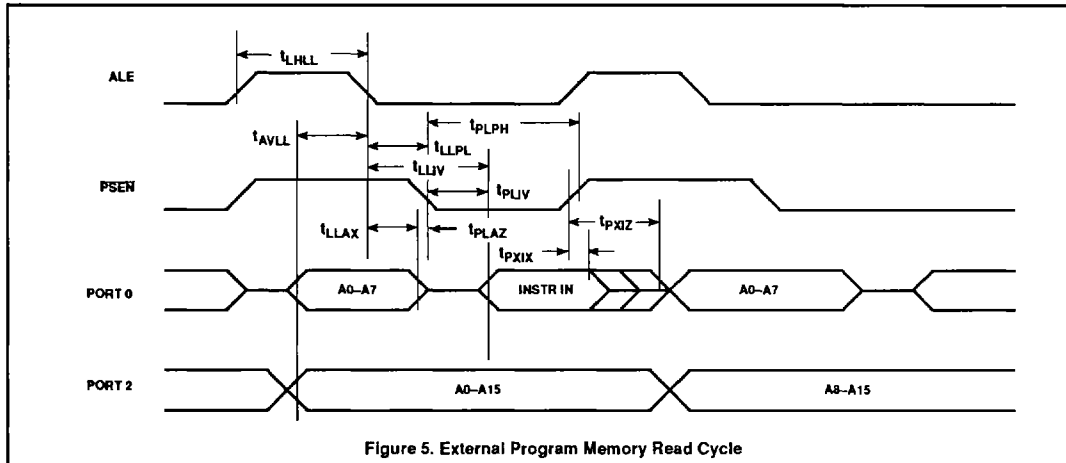 ALE
tLHLL
tAVLL
tLLPL
tPLPH
tLLIV
PSEN
tPLIV
tLLAX
tPLAZ
tPXIZ
tPXIX
PORT 0
A0–A7
INSTR IN
A0–A7
PORT 2
A0–A15
A8–A15
Figure 5. External Program Memory Read Cycle